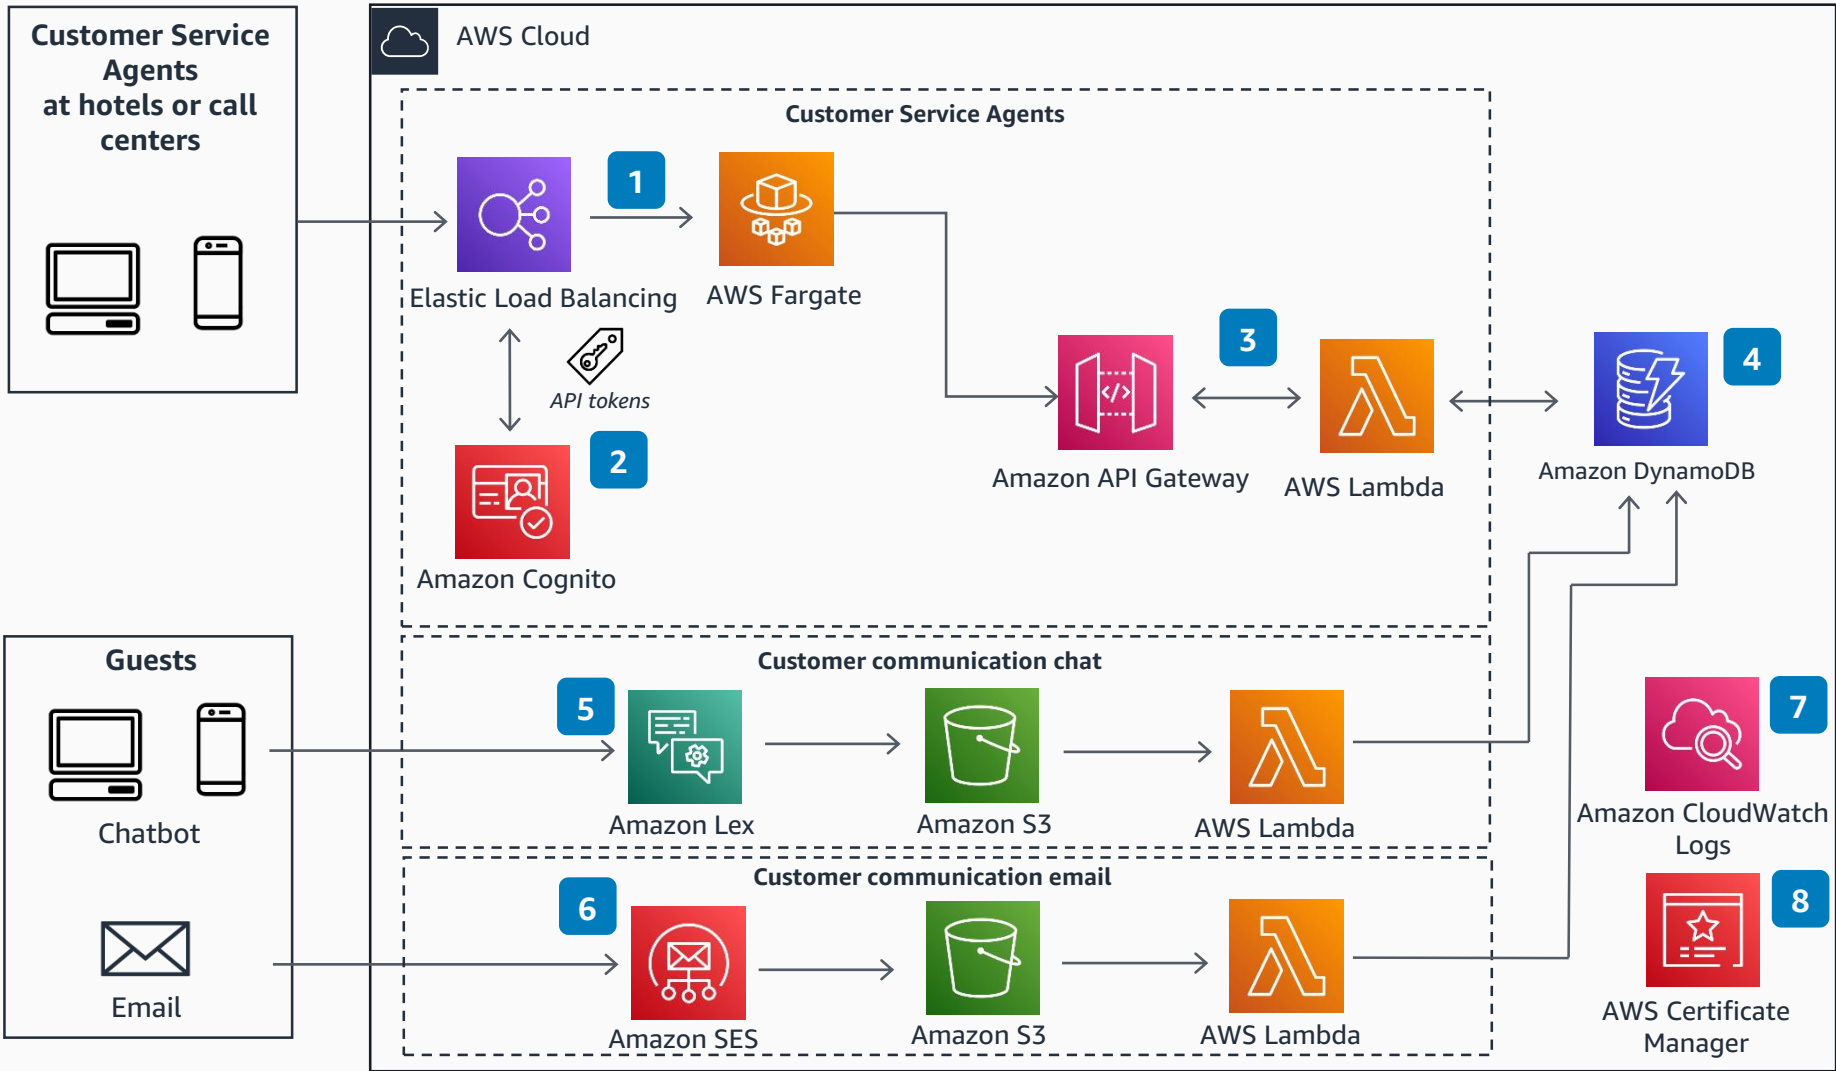 Customer Service
Agents
at hotels or call
centers
AWS Cloud
Customer Service Agents
1
Elastic Load Balancing
AWS Fargate
API tokens
2
Amazon Cognito
3
Amazon API Gateway
AWS Lambda
4
Amazon DynamoDB
Guests
Chatbot
Email
Customer communication chat
5
Amazon Lex
Amazon S3
AWS Lambda
Customer communication email
6
Amazon SES
Amazon S3
AWS Lambda
7
Amazon CloudWatch
Logs
8
AWS Certificate
Manager